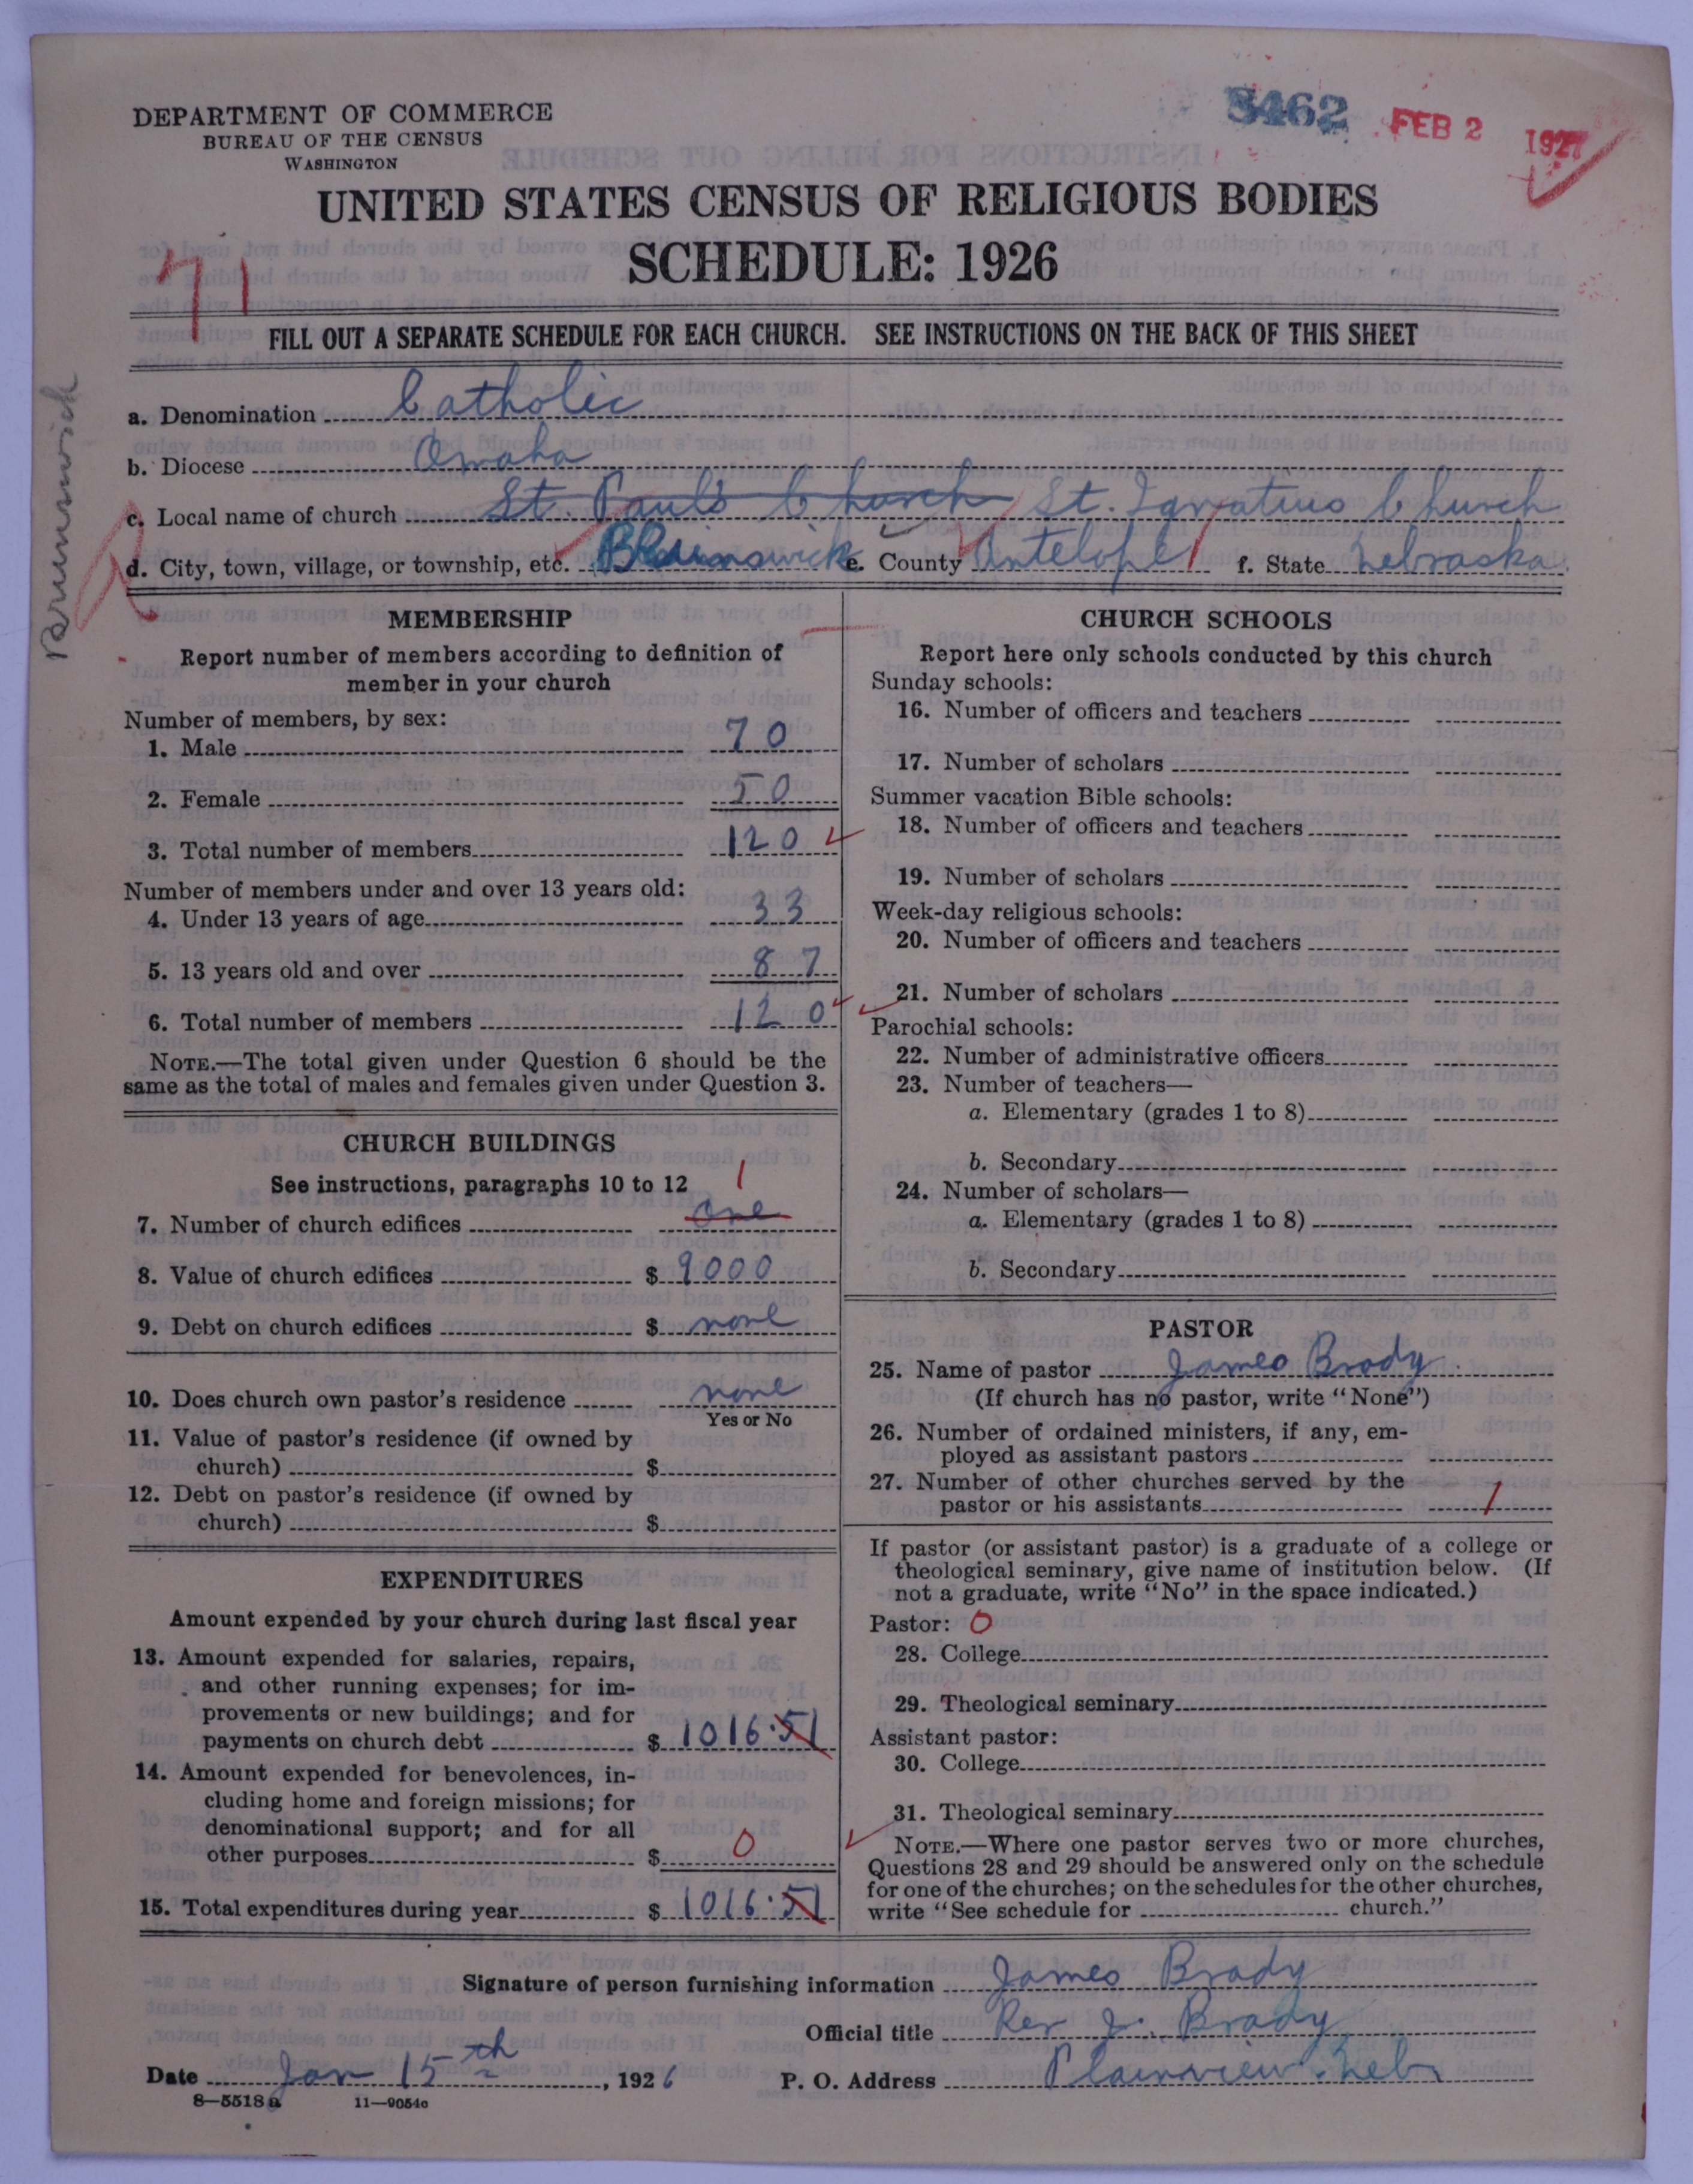 3462 FEB 2 1927
DEPARTMENT OF COMMERCE
BUREAU OF THE CENSUS
WASHINGTON
UNITED STATES CENSUS OF RELIGIOUS BODIES
SCHEDULE: 1926
71
FILL OUT A SEPARATE SCHEDULE FOR EACH CHURCH. SEE INSTRUCTIONS ON THE BACK OF THIS SHEET
Brunswick
a. Denomination Catholic
b. Diocese Omaha
c. Local name of church St. Paul's Church St. Ignatius Church
d. City, town, village, or township, etc. Brunswick e. County Antelope f. State Nebraska
MEMBERSHIP
Report number of members according to definition of
member in your church
Number of members, by sex:
1. Male 70
2. Female 50
3. Total number of members 120
Number of members under and over 13 years old:
4. Under 13 years of age 33
5. 13 years old and over 87
6. Total number of members 120
NOTE.—The total given under Question 6 should be the
same as the total of males and females given under Question 3.
CHURCH BUILDINGS
See instructions, paragraphs 10 to 12
1
7. Number of church edifices one
8. Value of church edifices $ 9000
9. Debt on church edifices $ none
10. Does church own pastor's residence none
Yes or No
11. Value of pastor's residence (if owned by
church) $
12. Debt on pastor's residence (if owned by
church) $
EXPENDITURES
Amount expended by your church during last fiscal year
13. Amount expended for salaries, repairs,
and other running expenses; for im-
provements or new buildings; and for
payments on church debt $ 1016.51
14. Amount expended for benevolences, in-
cluding home and foreign missions; for
denominational support; and for all
other purposes $ 0
15. Total expenditures during year $ 1016.51
CHURCH SCHOOLS
Report here only schools conducted by this church
Sunday schools:
16. Number of officers and teachers
17. Number of scholars
Summer vacation Bible schools:
18. Number of officers and teachers
19. Number of scholars
Week-day religious schools:
20. Number of officers and teachers
21. Number of scholars
Parochial schools:
22. Number of administrative officers
23. Number of teachers—
a. Elementary (grades 1 to 8)
b. Secondary
24. Number of scholars—
a. Elementary (grades 1 to 8)
b. Secondary
PASTOR
25. Name of pastor James Brady
(If church has no pastor, write "None")
26. Number of ordained ministers, if any, em-
ployed as assistant pastors
27. Number of other churches served by the
pastor or his assistants 1
If pastor (or assistant pastor) is a graduate of a college or
theological seminary, give name of institution below. (If
not a graduate, write "No" in the space indicated.)
Pastor: 0
28. College
29. Theological seminary
Assistant pastor:
30. College
31. Theological seminary
NOTE.—Where one pastor serves two or more churches,
Questions 28 and 29 should be answered only on the schedule
for one of the churches; on the schedules for the other churches,
write "See schedule for church."
Signature of person furnishing information James Brady
Official title Rev J. Brady
Date Jan 15th, 1926 P. O. Address Plainview Nebr
8—5518a 11—9054c